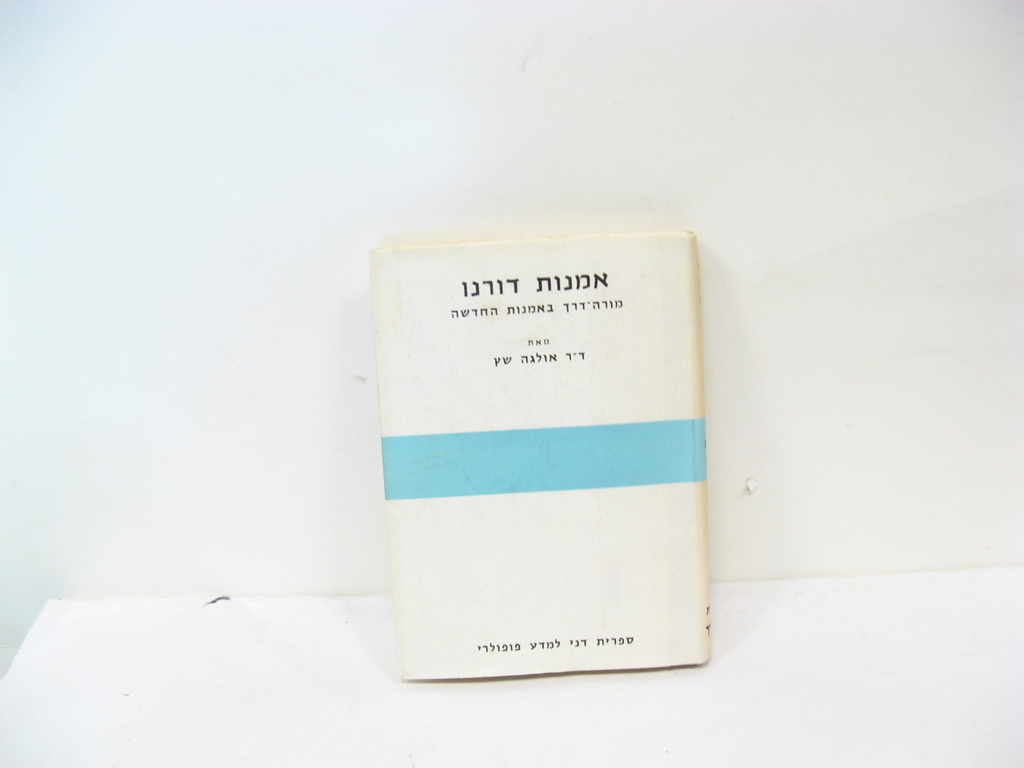 אמנות דורנו
מורה־דרך באמנות החדשה
מאת
ד״ר אולגה שץ
ספרית דני למדע פופולרי